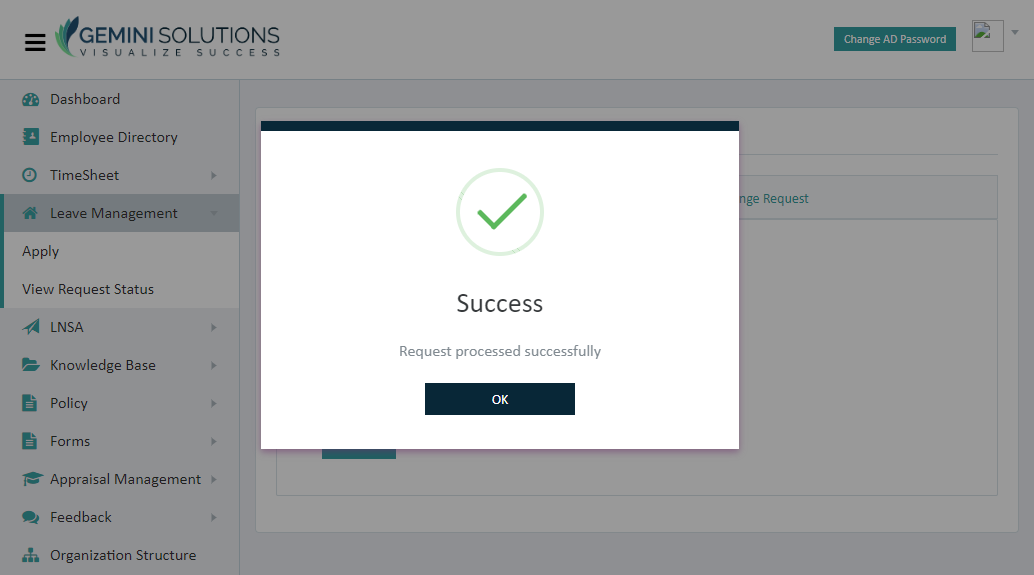 GEMINI SOLUTIONS
VISUALIZE SUCCESS
Change AD Password
Dashboard
Employee Directory
TimeSheet
Leave Management
Apply
View Request Status
LNSA
Knowledge Base
Policy
Forms
Appraisal Management
Feedback
Organization Structure
Request
Success
Request processed successfully
OK